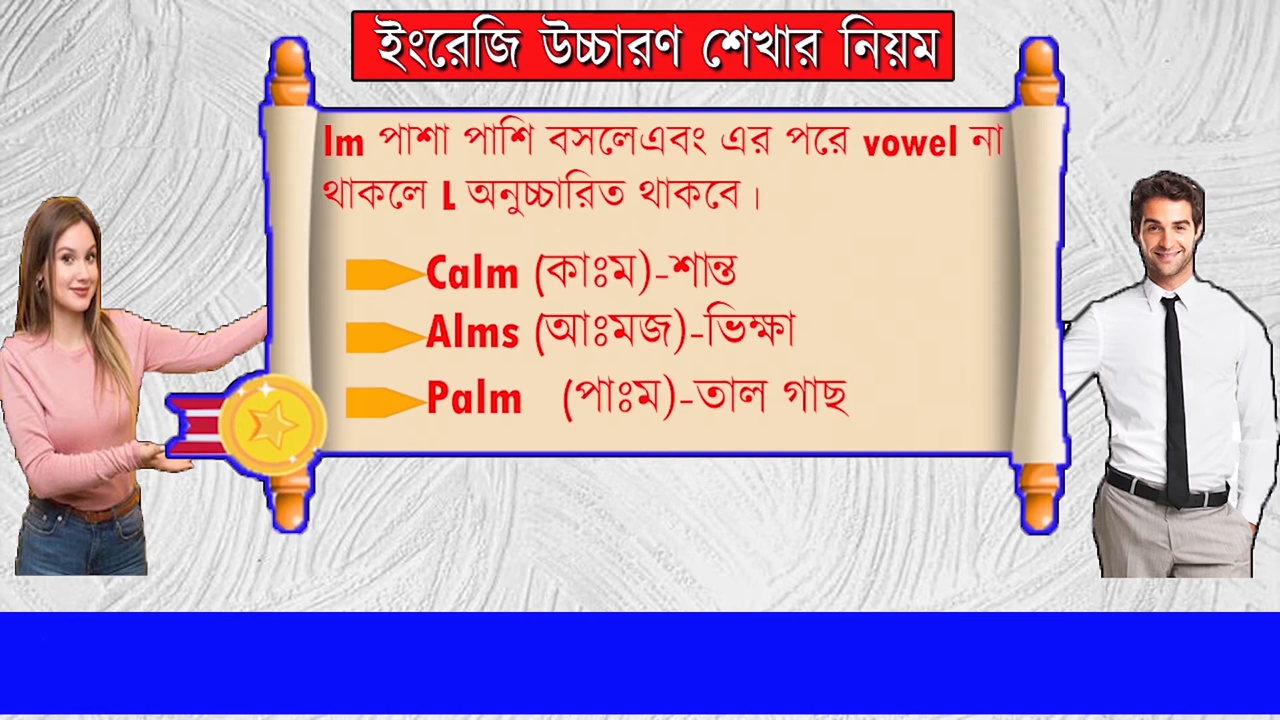 ইংরেজি উচ্চারণ শেখার নিয়ম
lm পাশা পাশি বসলেএবং এর পরে vowel না
থাকলে L অনুচ্চারিত থাকবে।
Calm (কাঃম)-শান্ত
Alms (আঃমজ)-ভিক্ষা
Palm (পাঃম)-তাল গাছ